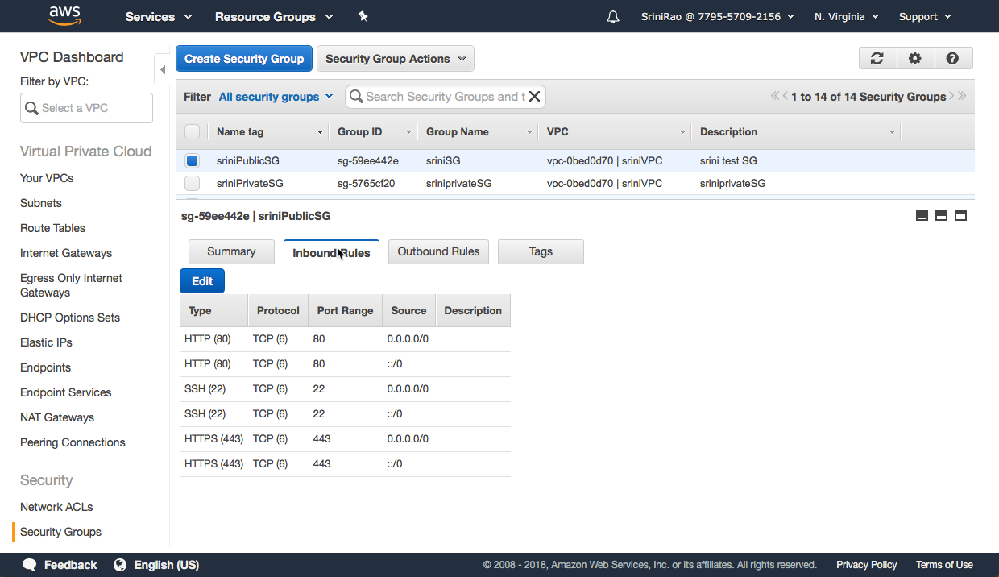 aws Services Resource Groups SriniRao @ 7795-5709-2156 N. Virginia Support
VPC Dashboard
Filter by VPC:
Select a VPC
Virtual Private Cloud
Your VPCs
Subnets
Route Tables
Internet Gateways
Egress Only Internet
Gateways
DHCP Options Sets
Elastic IPs
Endpoints
Endpoint Services
NAT Gateways
Peering Connections
Security
Network ACLs
Security Groups
Create Security Group Security Group Actions
Filter All security groups Search Security Groups and t 1 to 14 of 14 Security Groups
Name tag Group ID Group Name VPC Description
sriniPublicSG sg-59ee442e sriniSG vpc-0bed0d70 | sriniVPC srini test SG
sriniPrivateSG sg-5765cf20 sriniprivateSG vpc-0bed0d70 | sriniVPC sriniprivateSG
sg-59ee442e | sriniPublicSG
Summary Inbound Rules Outbound Rules Tags
Edit
Type Protocol Port Range Source Description
HTTP (80) TCP (6) 80 0.0.0.0/0
HTTP (80) TCP (6) 80 ::/0
SSH (22) TCP (6) 22 0.0.0.0/0
SSH (22) TCP (6) 22 ::/0
HTTPS (443) TCP (6) 443 0.0.0.0/0
HTTPS (443) TCP (6) 443 ::/0
Feedback English (US) © 2008 - 2018, Amazon Web Services, Inc. or its affiliates. All rights reserved. Privacy Policy Terms of Use